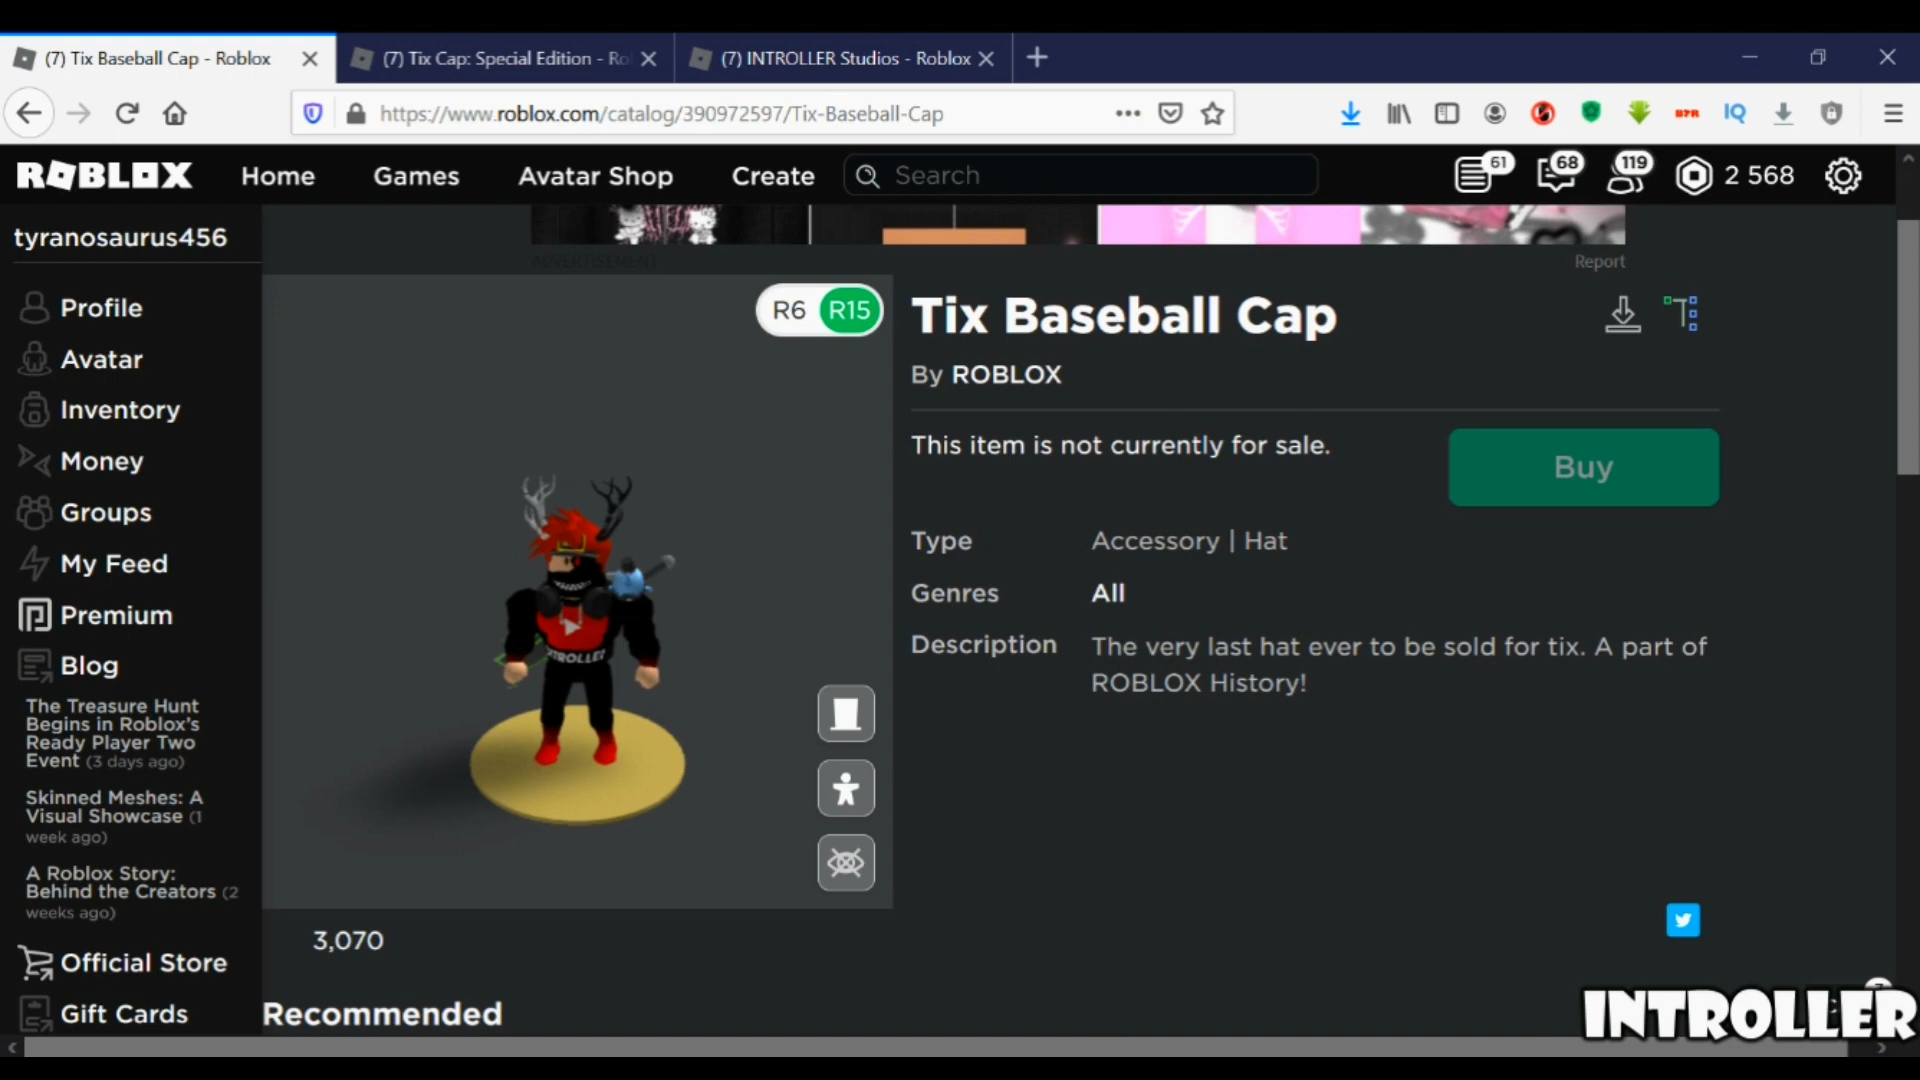 (7) Tix Baseball Cap - Roblox
(7) Tix Cap: Special Edition - Ro
(7) INTROLLER Studios - Roblox
https://www.roblox.com/catalog/390972597/Tix-Baseball-Cap
IQ
ROBLOX
Home
Games
Avatar Shop
Create
Search
61
68
119
2 568
tyranosaurus456
ADVERTISEMENT
Report
Profile
Avatar
Inventory
Money
Groups
My Feed
Premium
Blog
The Treasure Hunt
Begins in Roblox's
Ready Player Two
Event (3 days ago)
Skinned Meshes: A
Visual Showcase (1
week ago)
A Roblox Story:
Behind the Creators (2
weeks ago)
Official Store
Gift Cards
R6
R15
Tix Baseball Cap
By ROBLOX
This item is not currently for sale.
Buy
Type
Accessory | Hat
Genres
All
Description
The very last hat ever to be sold for tix. A part of
ROBLOX History!
3,070
Recommended
INTROLLER